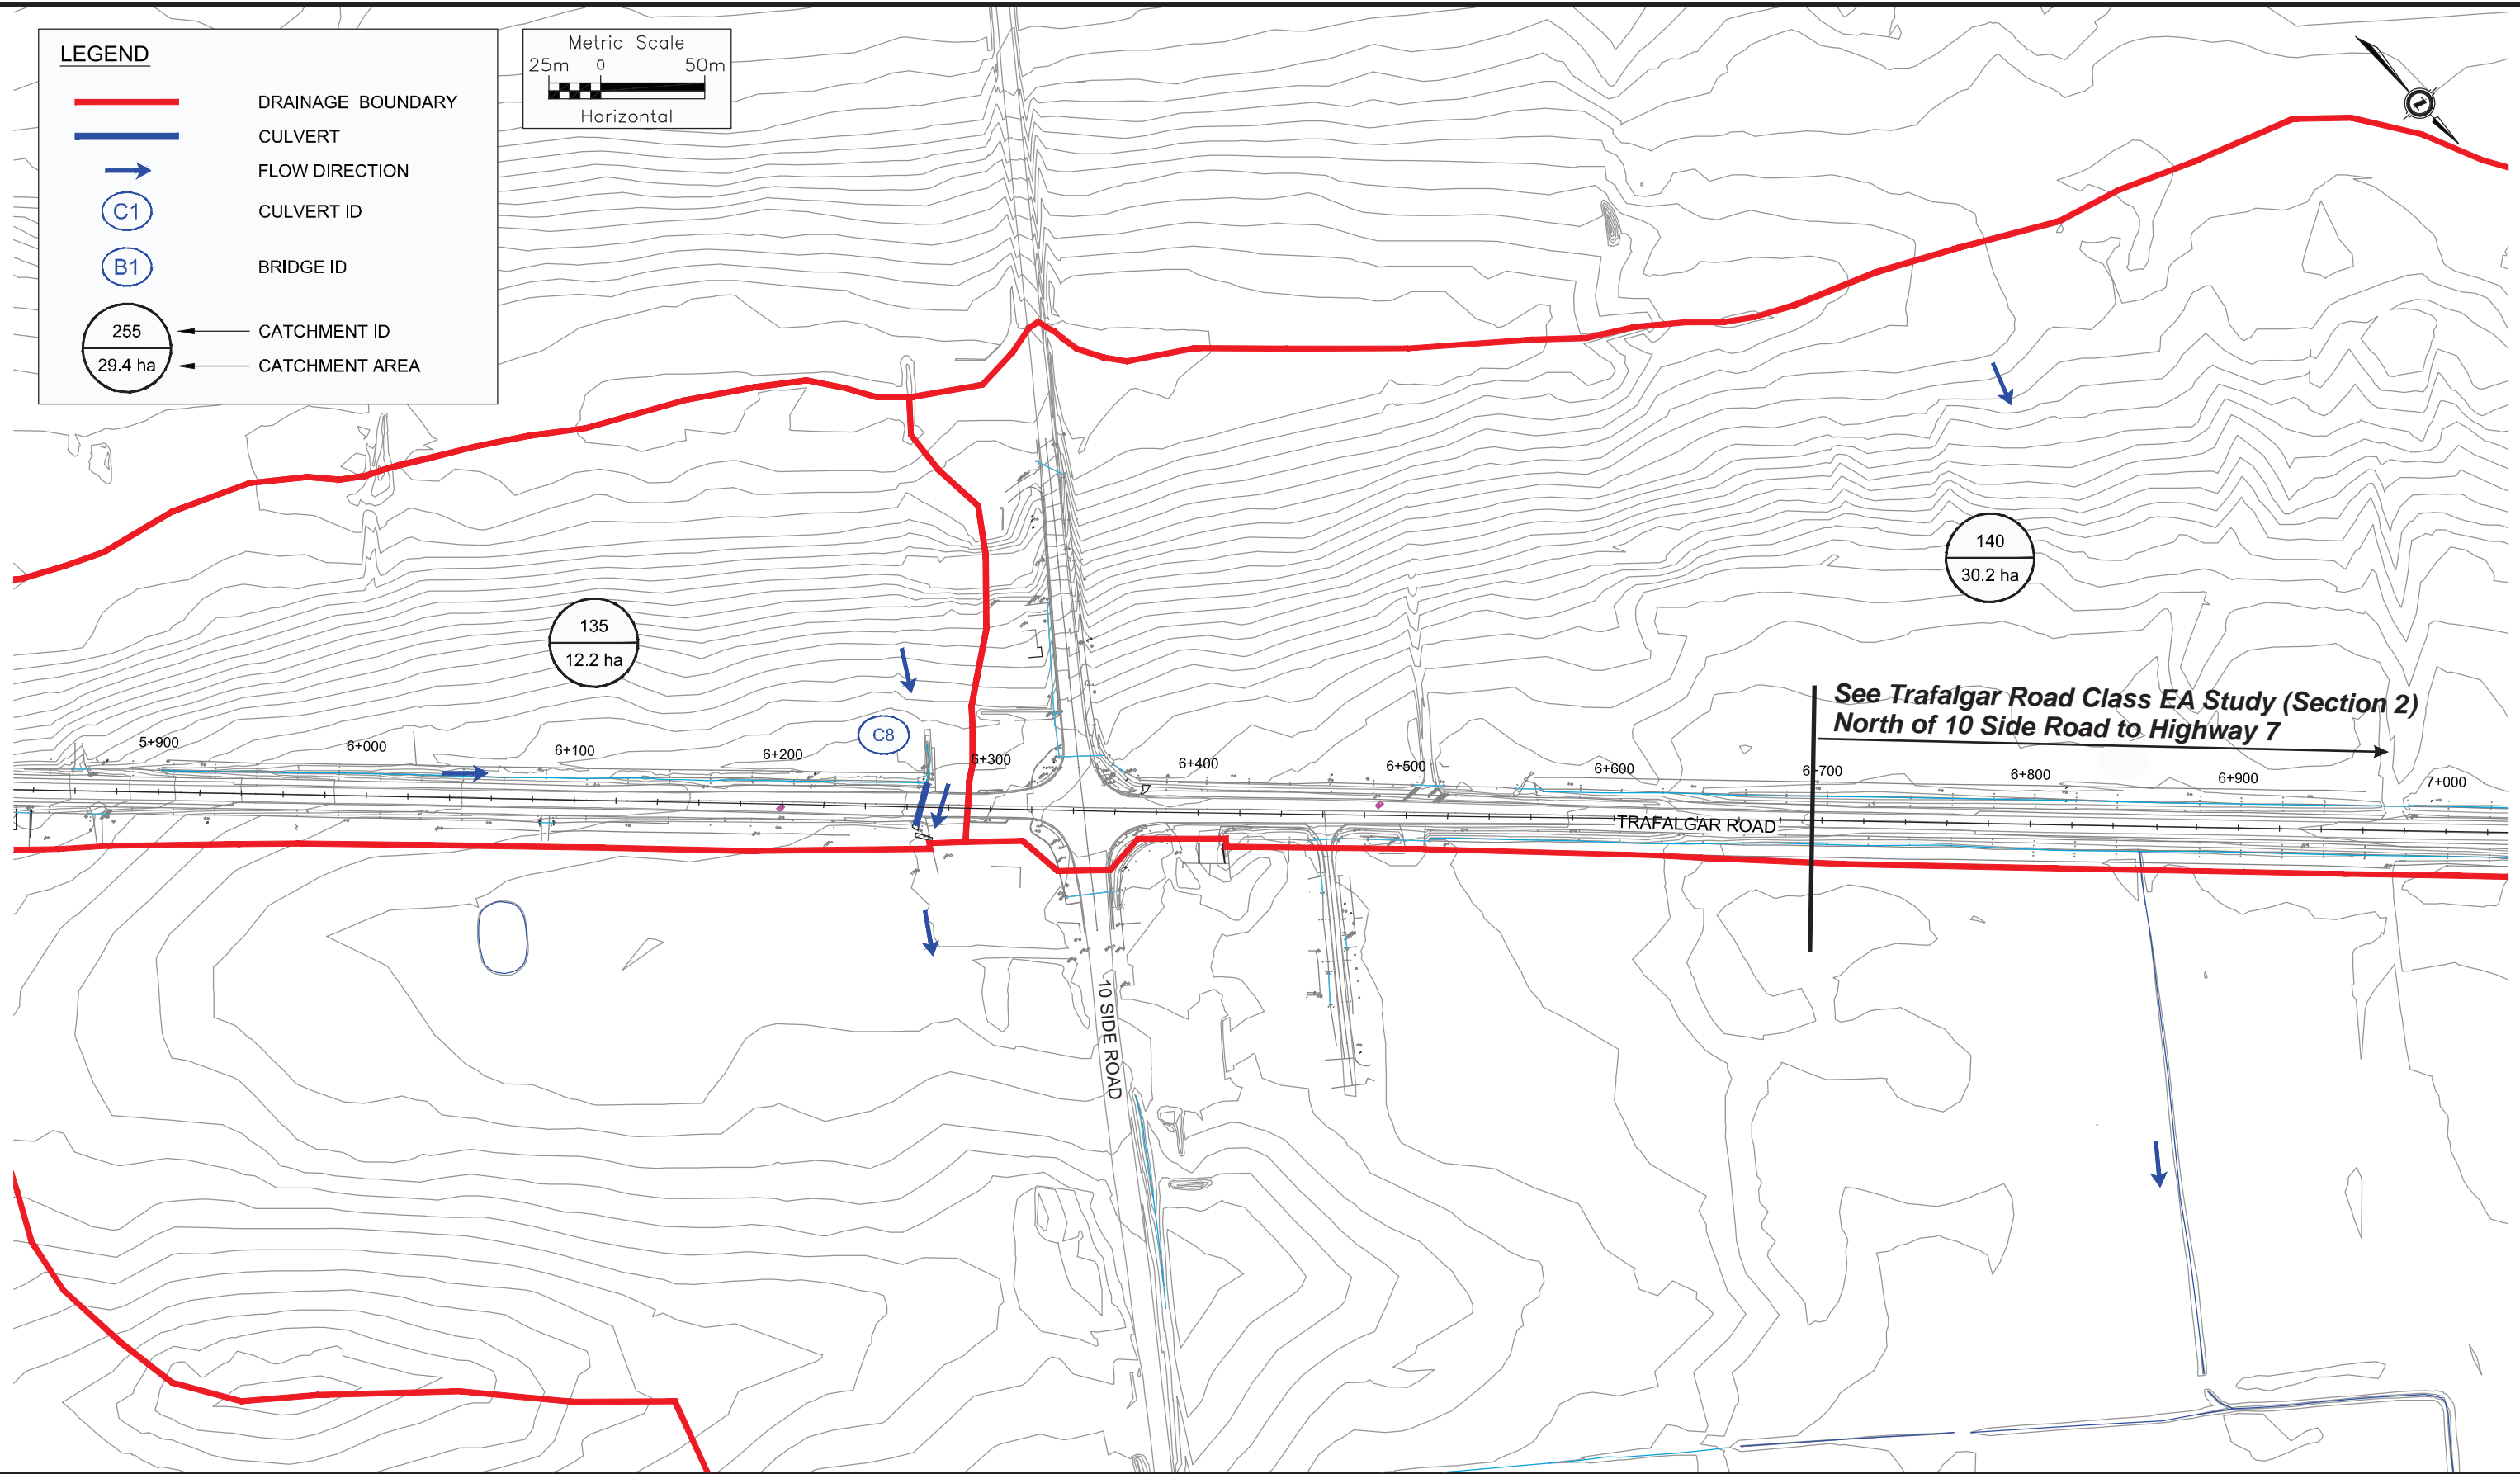 LEGEND
DRAINAGE BOUNDARY
CULVERT
FLOW DIRECTION
C1
CULVERT ID
B1
BRIDGE ID
255
29.4 ha
CATCHMENT ID
CATCHMENT AREA
Metric Scale
25m 0 50m
Horizontal
Z
140
30.2 ha
135
12.2 ha
See Trafalgar Road Class EA Study (Section 2)
North of 10 Side Road to Highway 7
C8
5+900
6+000
6+100
6+200
6+300
6+400
6+500
6+600
6+700
6+800
6+900
7+000
TRAFALGAR ROAD
10 SIDE ROAD